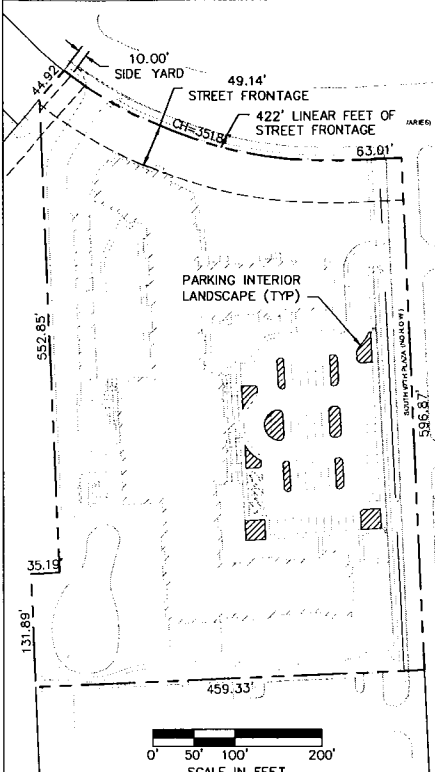 10.00'
SIDE YARD
44.92'
49.14'
STREET FRONTAGE
422' LINEAR FEET OF
STREET FRONTAGE
CH=351.8
63.01'
PARKING INTERIOR
LANDSCAPE (TYP)
552.85'
596.87'
35.19'
131.89'
459.33'
0' 50' 100' 200'
SCALE IN FEET